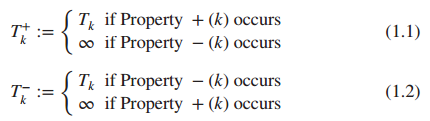 T_k^+ := { T_k if Property + (k) occurs
∞ if Property − (k) occurs (1.1)
T_k^- := { T_k if Property − (k) occurs
∞ if Property + (k) occurs (1.2)